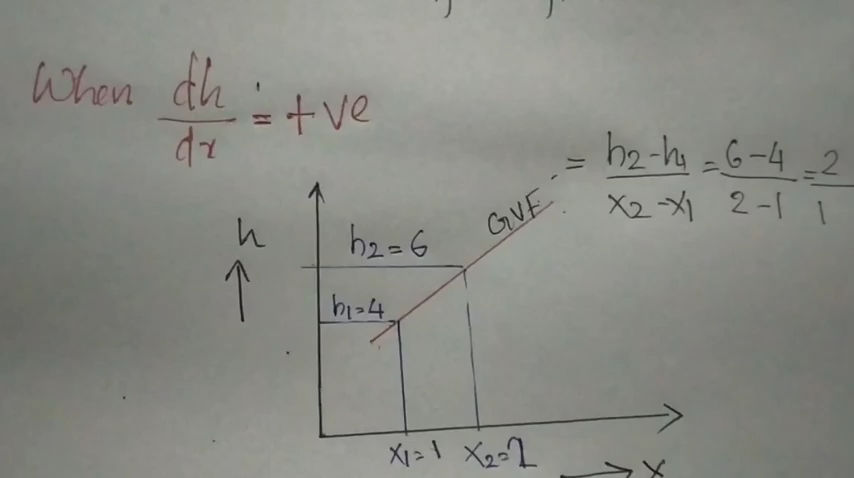 When dh/dx = +ve
= h2-h1/x2-x1 = 6-4/2-1 = 2/1
GVF
h
h2=6
h1=4
x1=1 x2=2
x